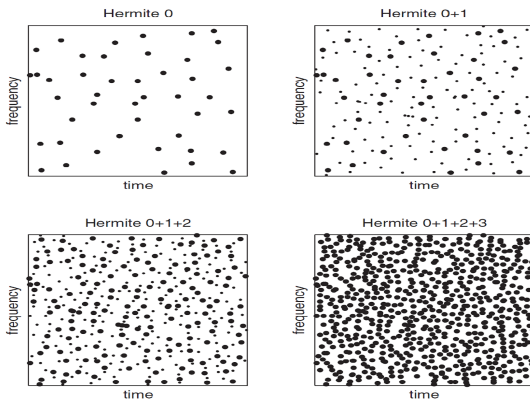 Hermite 0
frequency
time
Hermite 0+1
frequency
time
Hermite 0+1+2
frequency
time
Hermite 0+1+2+3
frequency
time